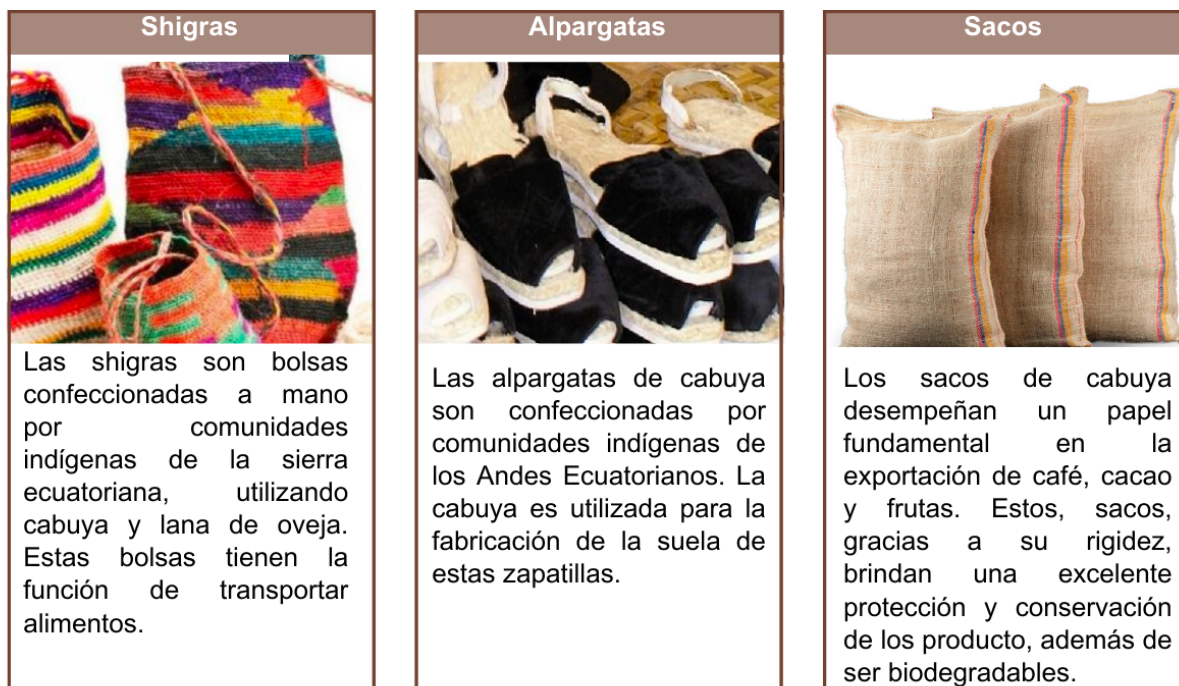 Shigras
Las shigras son bolsas
confeccionadas a mano
por comunidades
indígenas de la sierra
ecuatoriana, utilizando
cabuya y lana de oveja.
Estas bolsas tienen la
función de transportar
alimentos.
Alpargatas
Las alpargatas de cabuya
son confeccionadas por
comunidades indígenas de
los Andes Ecuatorianos. La
cabuya es utilizada para la
fabricación de la suela de
estas zapatillas.
Sacos
Los sacos de cabuya
desempeñan un papel
fundamental en la
exportación de café, cacao
y frutas. Estos, sacos,
gracias a su rigidez,
brindan una excelente
protección y conservación
de los producto, además de
ser biodegradables.